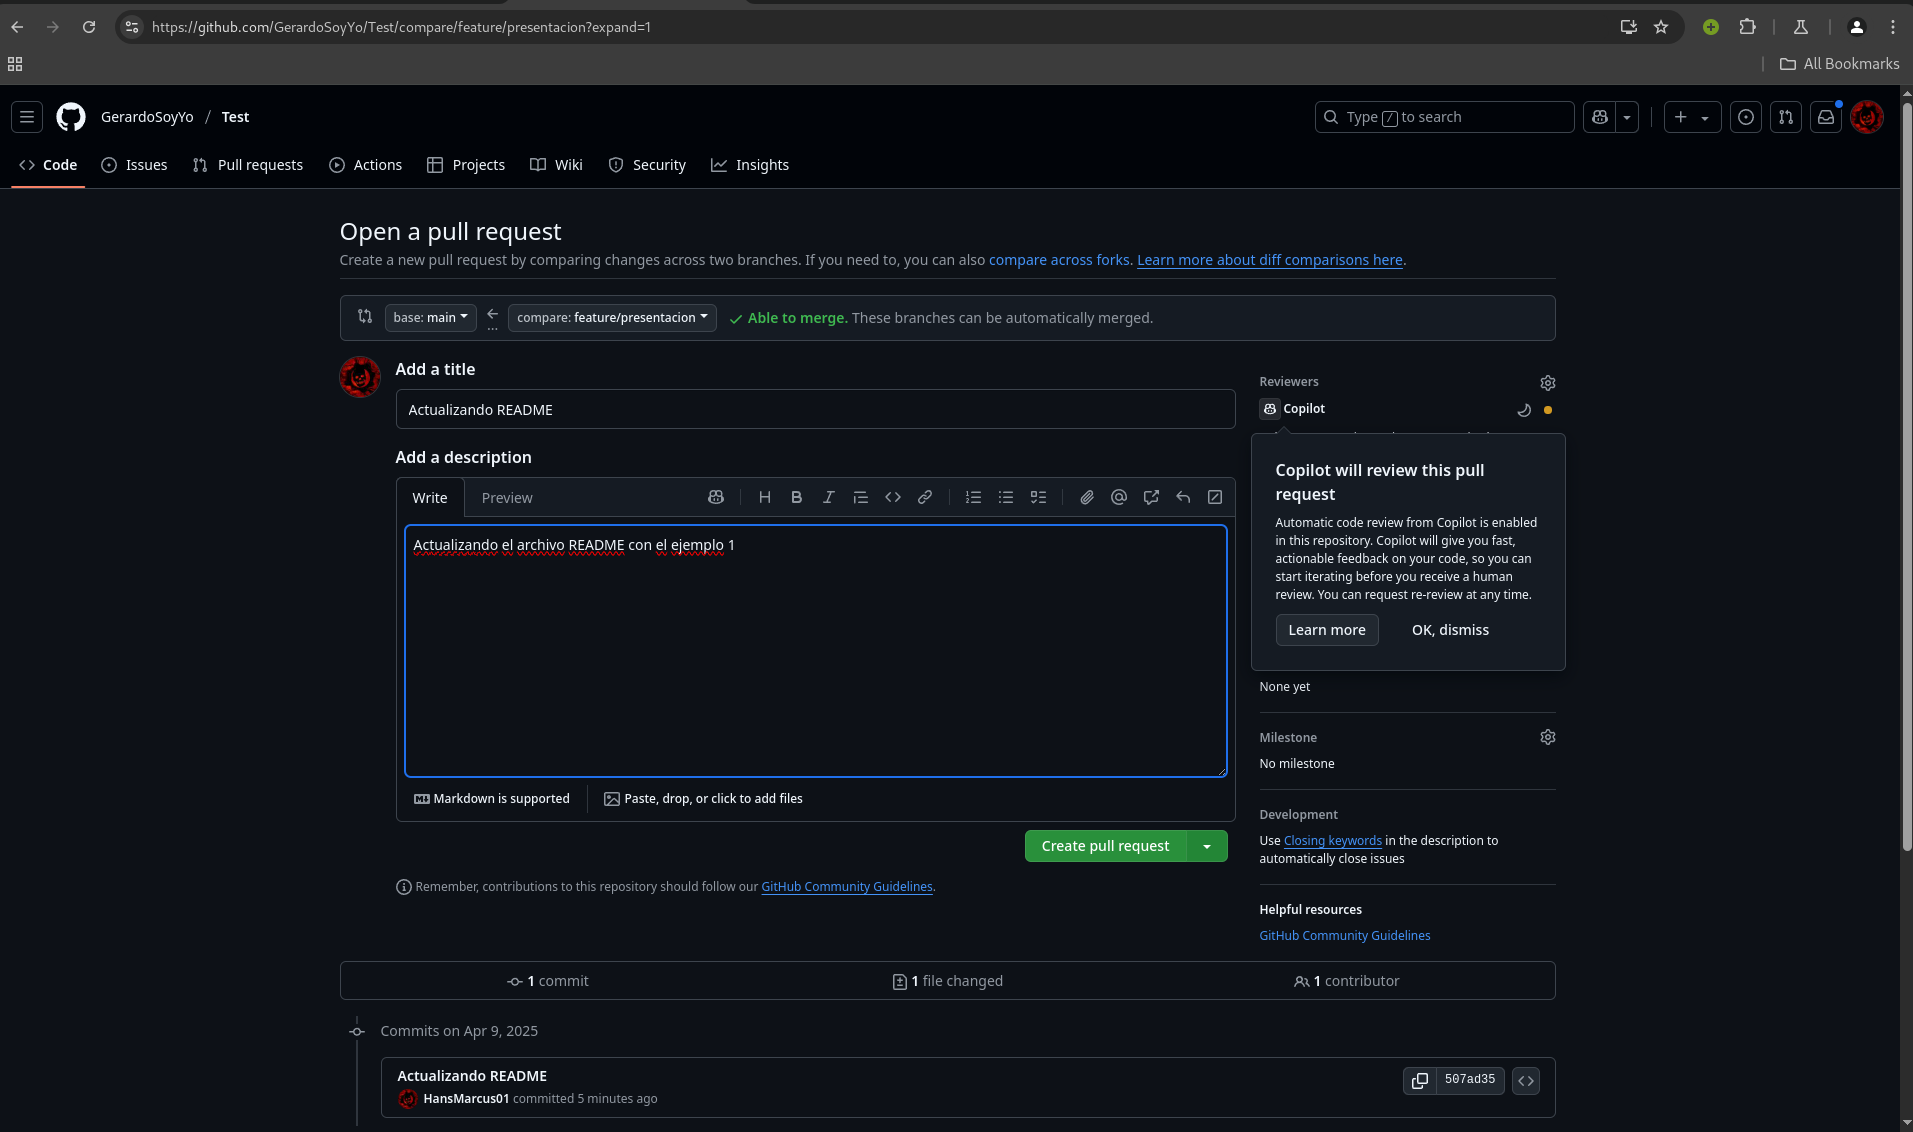 https://github.com/GerardoSoyYo/Test/compare/feature/presentacion?expand=1
All Bookmarks
GerardoSoyYo / Test
Type / to search
Code Issues Pull requests Actions Projects Wiki Security Insights
Open a pull request
Create a new pull request by comparing changes across two branches. If you need to, you can also compare across forks. Learn more about diff comparisons here.
base: main compare: feature/presentacion Able to merge. These branches can be automatically merged.
Add a title
Actualizando README
Add a description
Write Preview
Actualizando el archivo README con el ejemplo 1
Markdown is supported Paste, drop, or click to add files
Create pull request
Remember, contributions to this repository should follow our GitHub Community Guidelines.
Reviewers
Copilot
Copilot will review this pull
request
Automatic code review from Copilot is enabled
in this repository. Copilot will give you fast,
actionable feedback on your code, so you can
start iterating before you receive a human
review. You can request re-review at any time.
Learn more OK, dismiss
None yet
Milestone
No milestone
Development
Use Closing keywords in the description to
automatically close issues
Helpful resources
GitHub Community Guidelines
1 commit 1 file changed 1 contributor
Commits on Apr 9, 2025
Actualizando README
HansMarcus01 committed 5 minutes ago
507ad35